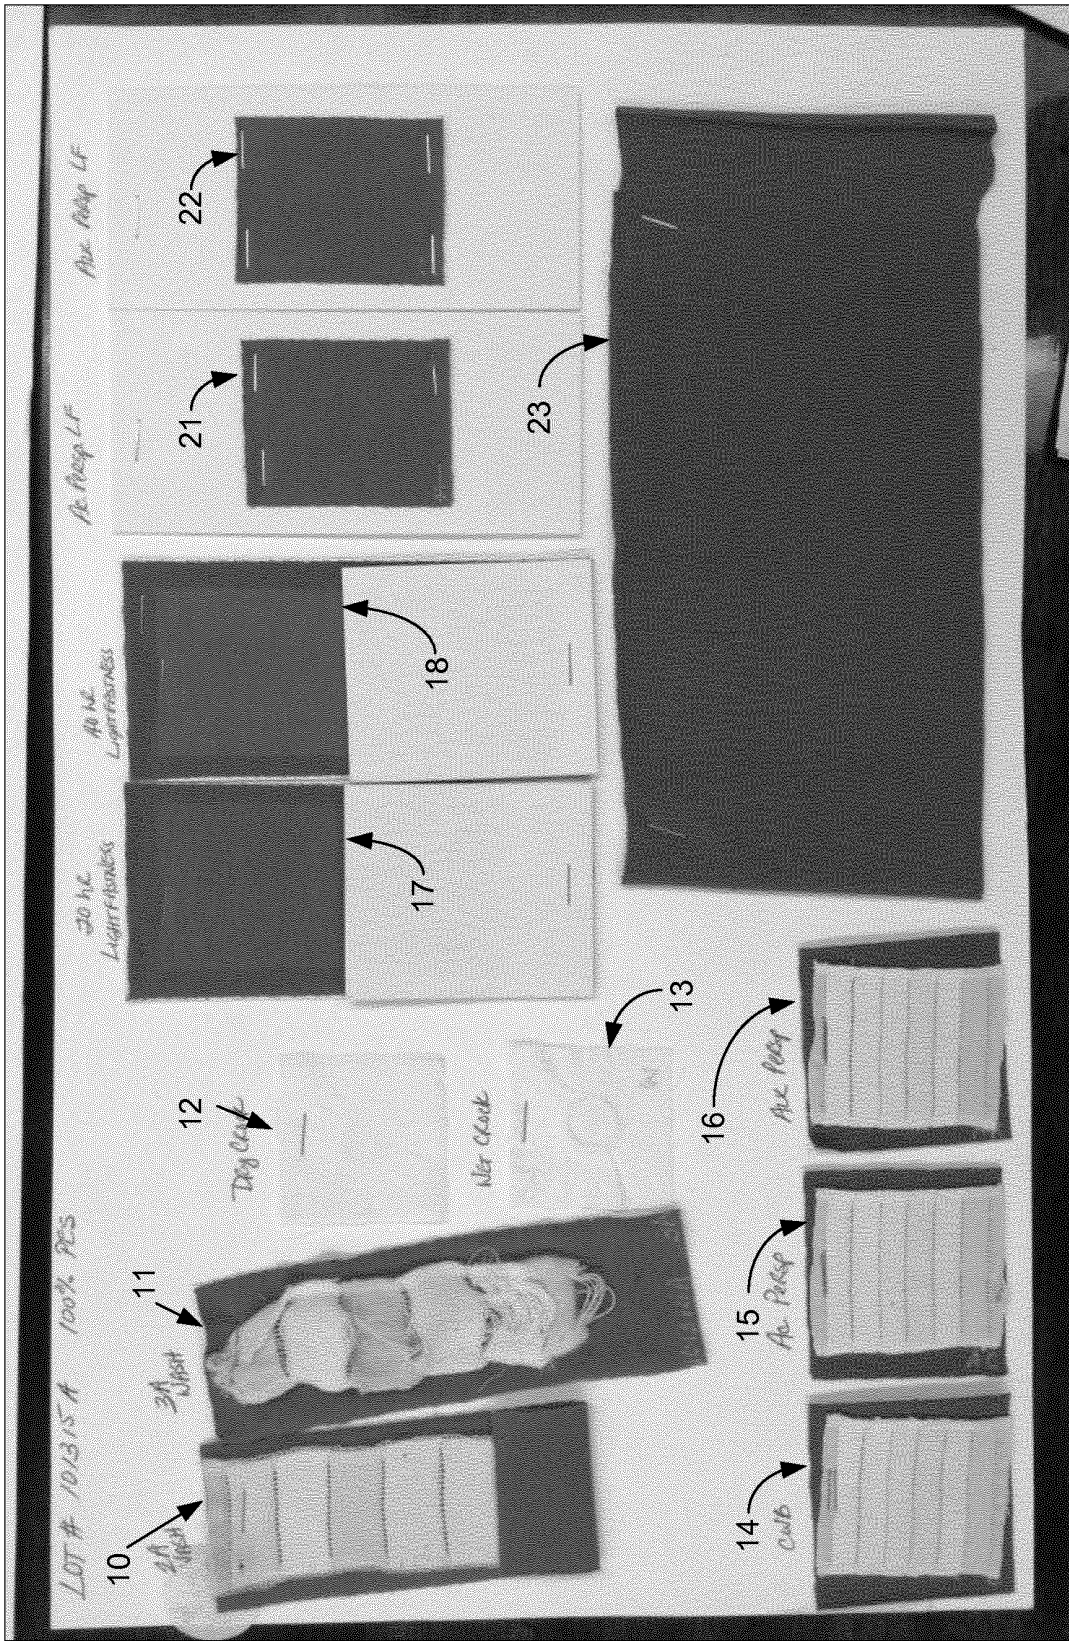 LOT # 101315 A 100% PES
2A
WASH
3A
WASH
Dry Crock
Wet Crock
20 hr
LIGHTFASTNESS
40 hr
LIGHTFASTNESS
Ac Persp LF
ALK Persp LF
CWB
Ac Persp
ALK Persp
10
11
12
13
14
15
16
17
18
21
22
23